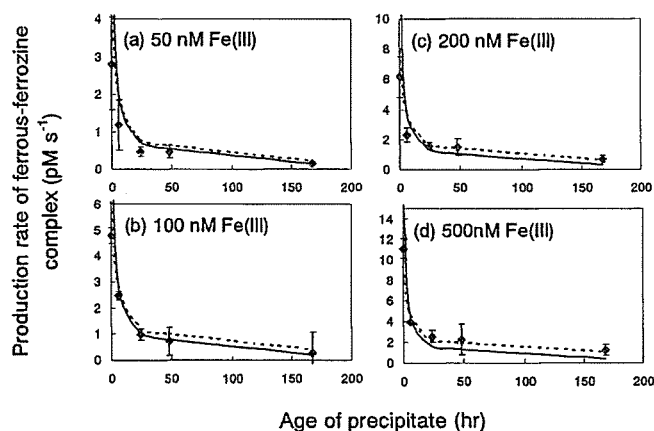 Production rate of ferrous-ferrozine
complex (pM s⁻¹)
(a) 50 nM Fe(III)
4
3
2
1
0
0 50 100 150 200
(c) 200 nM Fe(III)
10
8
6
4
2
0
0 50 100 150 200
(b) 100 nM Fe(III)
6
5
4
3
2
1
0
0 50 100 150 200
(d) 500nM Fe(III)
14
12
10
8
6
4
2
0
0 50 100 150 200
Age of precipitate (hr)